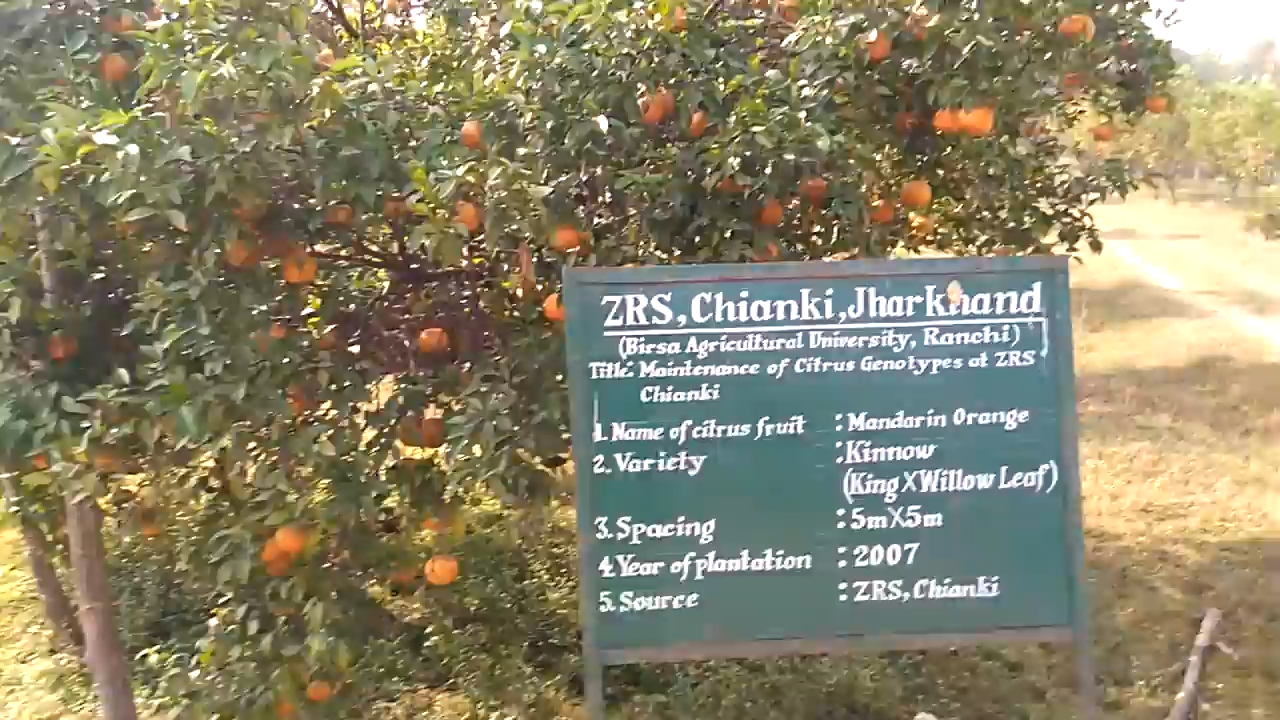 ZRS, Chianki, Jharkhand
(Birsa Agricultural University, Ranchi)
Title: Maintenance of Citrus Genotypes at ZRS
Chianki
1. Name of citrus fruit : Mandarin Orange
2. Variety : Kinnow
(King X Willow Leaf)
3. Spacing : 5m X 5m
4. Year of plantation : 2007
5. Source : ZRS, Chianki